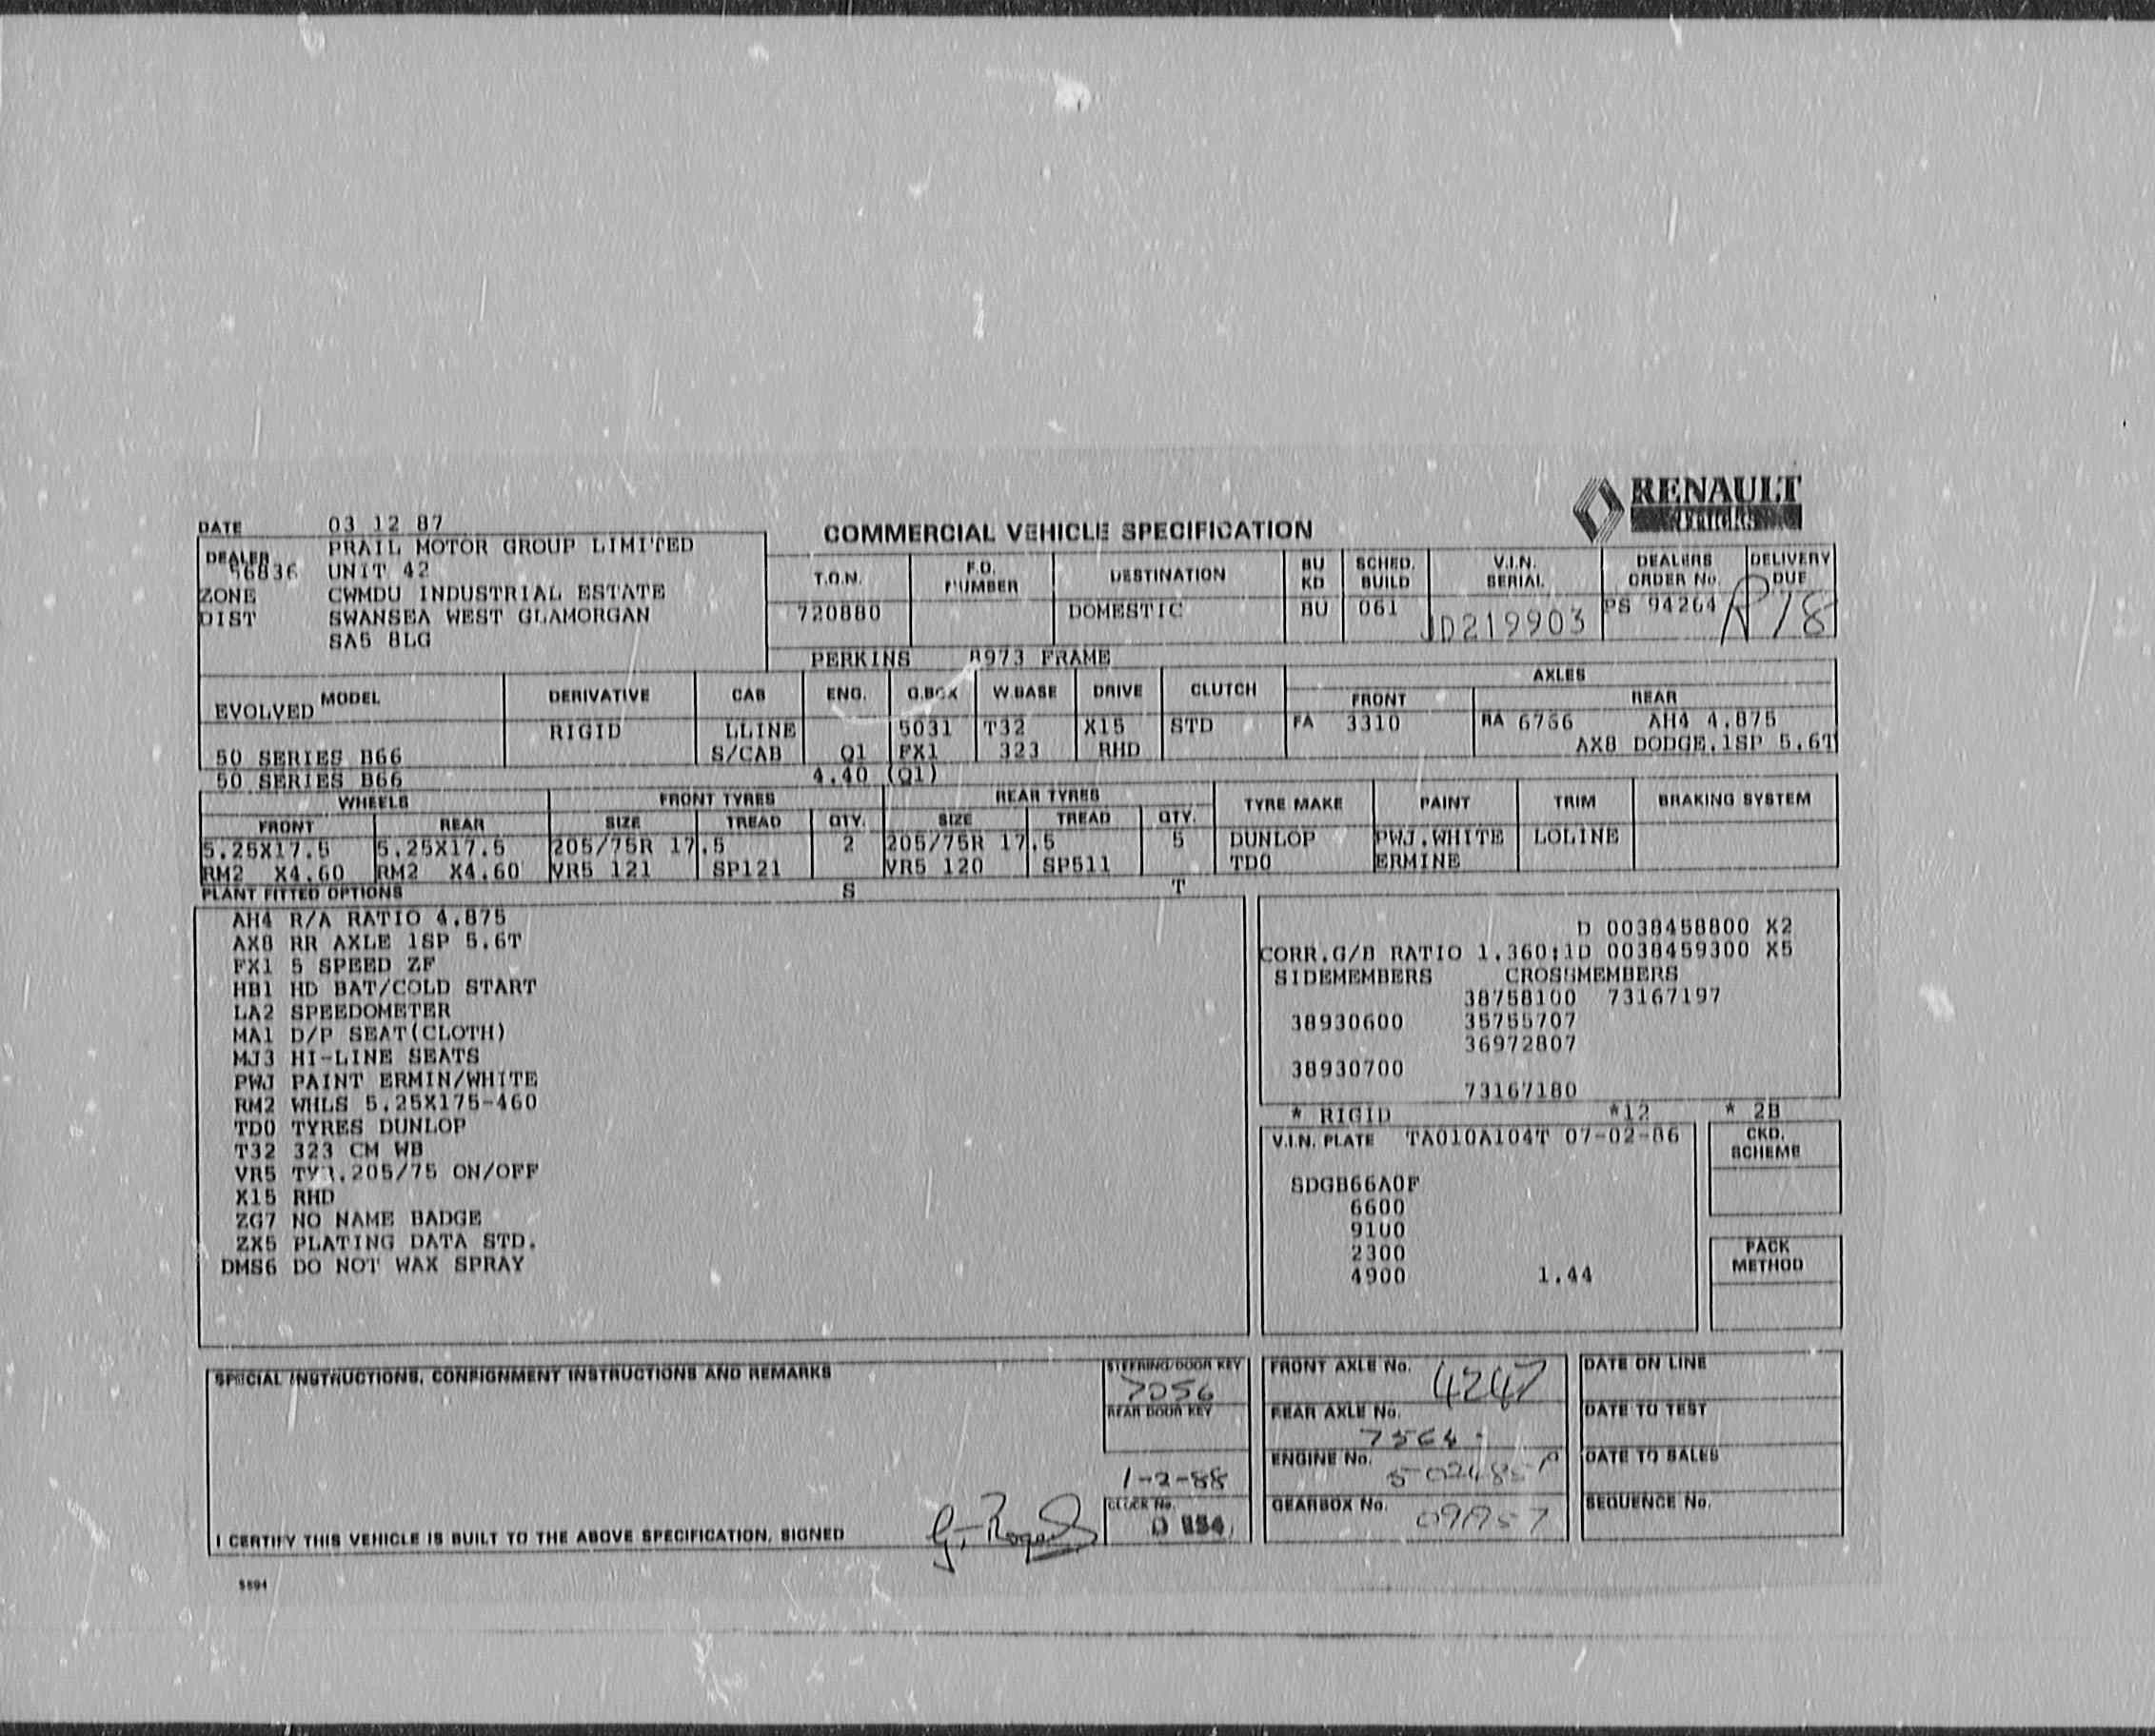 RENAULT
DATE 03 12 87
COMMERCIAL VEHICLE SPECIFICATION
DEALER 56836 PRAIL MOTOR GROUP LIMITED
UNIT 42
ZONE CWMDU INDUSTRIAL ESTATE
DIST SWANSEA WEST GLAMORGAN
SA5 8LG
T.O.N. F.O. NUMBER DESTINATION BU KD SCHED. BUILD V.I.N. SERIAL DEALERS ORDER No. DELIVERY DUE
720880 DOMESTIC BU 061 JD219903 PS 94264
PERKINS 8973 FRAME
EVOLVED MODEL DERIVATIVE CAB ENG. G.BOX W.BASE DRIVE CLUTCH AXLES
FRONT REAR
RIGID LLINE 5031 T32 X15 STD FA 3310 RA 6736 AH4 4.875
50 SERIES B66 S/CAB Q1 FX1 323 RHD AX8 DODGE.1SP 5.6T
50 SERIES B66 4.40 (Q1)
WHEELS FRONT TYRES REAR TYRES TYRE MAKE PAINT TRIM BRAKING SYSTEM
FRONT REAR SIZE TREAD QTY. SIZE TREAD QTY.
5.25X17.5 5.25X17.5 205/75R 17.5 2 205/75R 17.5 5 DUNLOP PWJ.WHITE LOLINE
RM2 X4.60 RM2 X4.60 VR5 121 SP121 VR5 120 SP511 TDO ERMINE
PLANT FITTED OPTIONS S T
AH4 R/A RATIO 4.875
AX8 RR AXLE 1SP 5.6T
FX1 5 SPEED ZF
HB1 HD BAT/COLD START
LA2 SPEEDOMETER
MA1 D/P SEAT(CLOTH)
MJ3 HI-LINE SEATS
PWJ PAINT ERMIN/WHITE
RM2 WHLS 5.25X175-460
TDO TYRES DUNLOP
T32 323 CM WB
VR5 205/75 ON/OFF
X15 RHD
ZG7 NO NAME BADGE
ZX5 PLATING DATA STD.
DMS6 DO NOT WAX SPRAY
D 0038458800 X2
CORR.G/B RATIO 1.360:1D 0038459300 X5
SIDEMEMBERS CROSSMEMBERS
38758100 73167197
38930600 35755707
36972807
38930700
73167180
* RIGID *12 * 2B
V.I.N. PLATE TA010A104T 07-02-86
CKD. SCHEME
SDGB66A0F
6600
9100
2300
4900 1.44
PACK METHOD
SPECIAL INSTRUCTIONS, CONSIGNMENT INSTRUCTIONS AND REMARKS
STEERING/DOOR KEY
7056
REAR DOOR KEY
1-2-88
CLOCK No.
FRONT AXLE No. 4247
REAR AXLE No. 7564
ENGINE No.
GEARBOX No.
DATE ON LINE
DATE TO TEST
DATE TO SALES
SEQUENCE No.
I CERTIFY THIS VEHICLE IS BUILT TO THE ABOVE SPECIFICATION, SIGNED